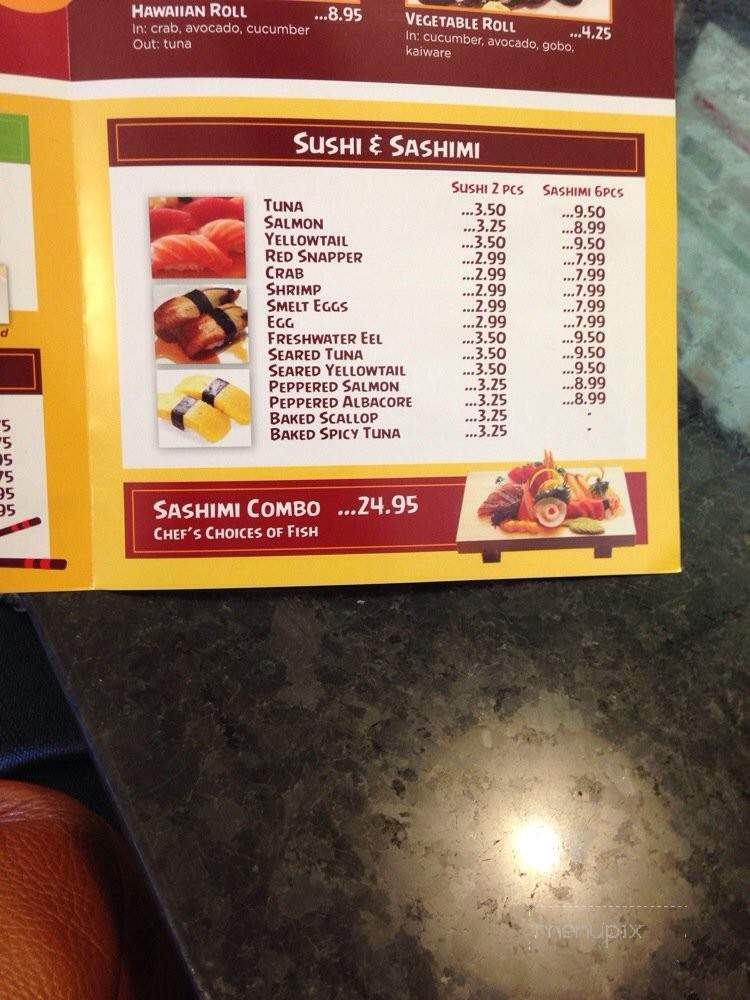 Hawaiian Roll ...8.95
In: crab, avocado, cucumber
Out: tuna
Vegetable Roll ...4.25
In: cucumber, avocado, gobo,
kaiware
Sushi & Sashimi
Sushi 2 pcs Sashimi 6pcs
Tuna ...3.50 ...9.50
Salmon ...3.25 ...8.99
Yellowtail ...3.50 ...9.50
Red Snapper ...2.99 ...7.99
Crab ...2.99 ...7.99
Shrimp ...2.99 ...7.99
Smelt Eggs ...2.99 ...7.99
Egg ...2.99 ...7.99
Freshwater Eel ...3.50 ...9.50
Seared Tuna ...3.50 ...9.50
Seared Yellowtail ...3.50 ...9.50
Peppered Salmon ...3.25 ...8.99
Peppered Albacore ...3.25 ...8.99
Baked Scallop ...3.25 -
Baked Spicy Tuna ...3.25 -
Sashimi Combo ...24.95
Chef's Choices of Fish
menupix